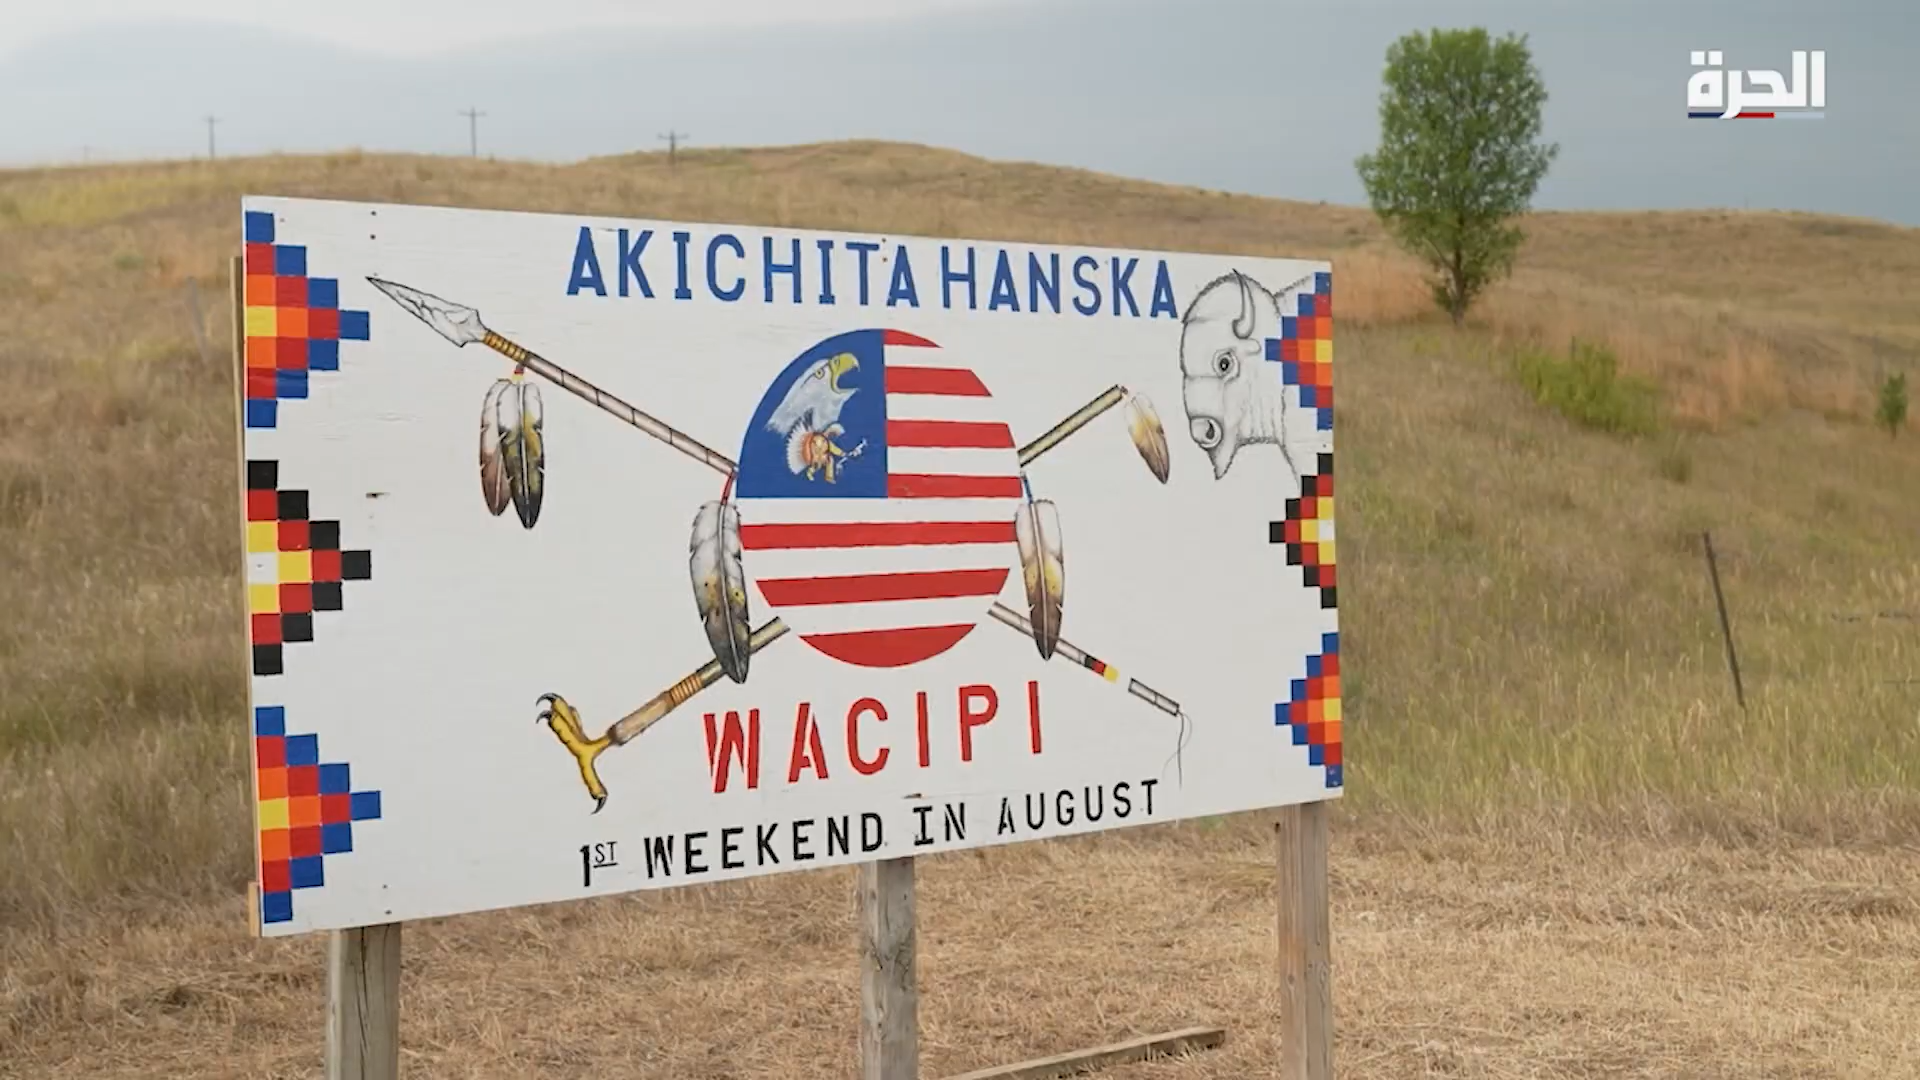 الحرة
AKICHITA HANSKA
WACIPI
1ST WEEKEND IN AUGUST